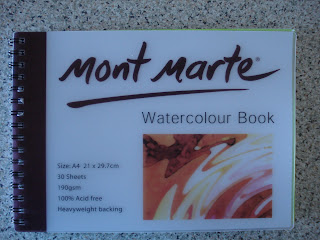 mont marte®
Watercolour Book
Size: A4· 21 x 29.7cm
30 Sheets
190gsm
100% Acid free
Heavyweight backing